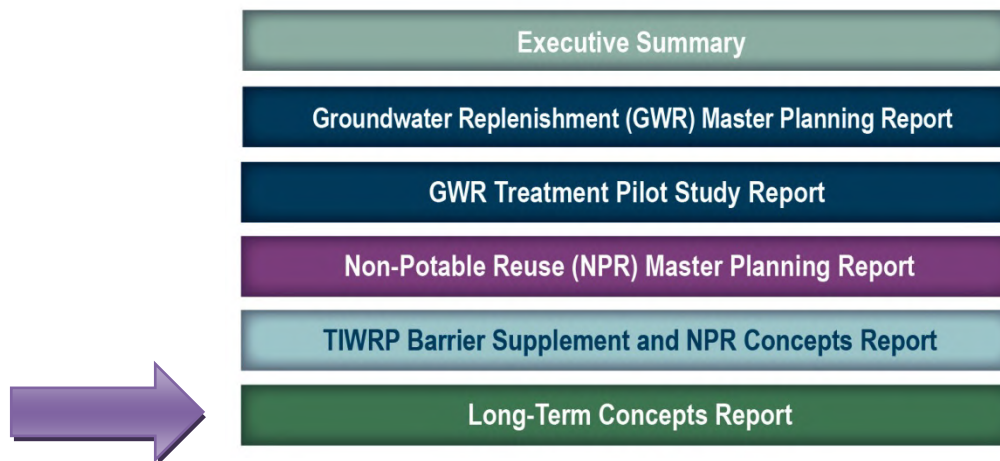 Executive Summary
Groundwater Replenishment (GWR) Master Planning Report
GWR Treatment Pilot Study Report
Non-Potable Reuse (NPR) Master Planning Report
TIWRP Barrier Supplement and NPR Concepts Report
Long-Term Concepts Report